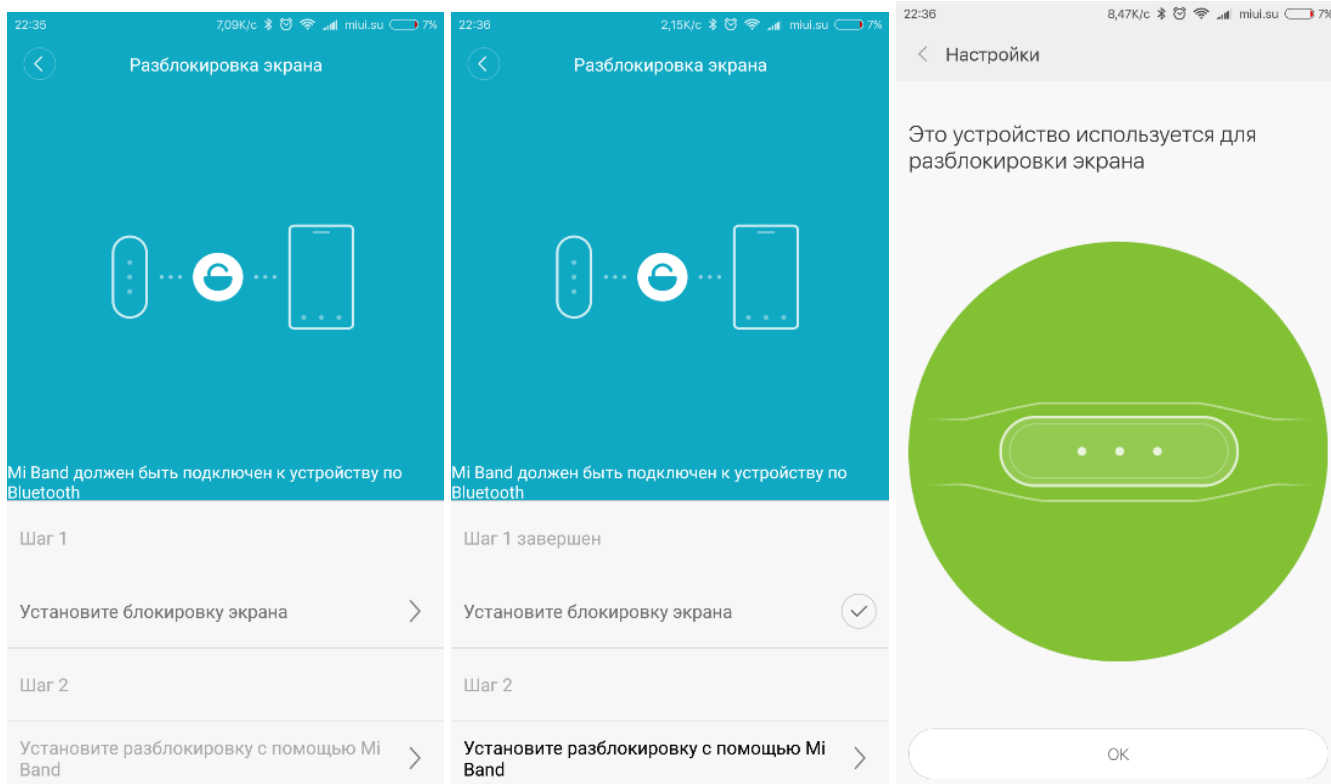 22:35 7,09K/c miui.su 7%
Разблокировка экрана
Mi Band должен быть подключен к устройству по
Bluetooth
Шаг 1
Установите блокировку экрана
Шаг 2
Установите разблокировку с помощью Mi
Band
22:36 2,15K/c miui.su 7%
Разблокировка экрана
Mi Band должен быть подключен к устройству по
Bluetooth
Шаг 1 завершен
Установите блокировку экрана
Шаг 2
Установите разблокировку с помощью Mi
Band
22:36 8,47K/c miui.su 7%
Настройки
Это устройство используется для
разблокировки экрана
ОК